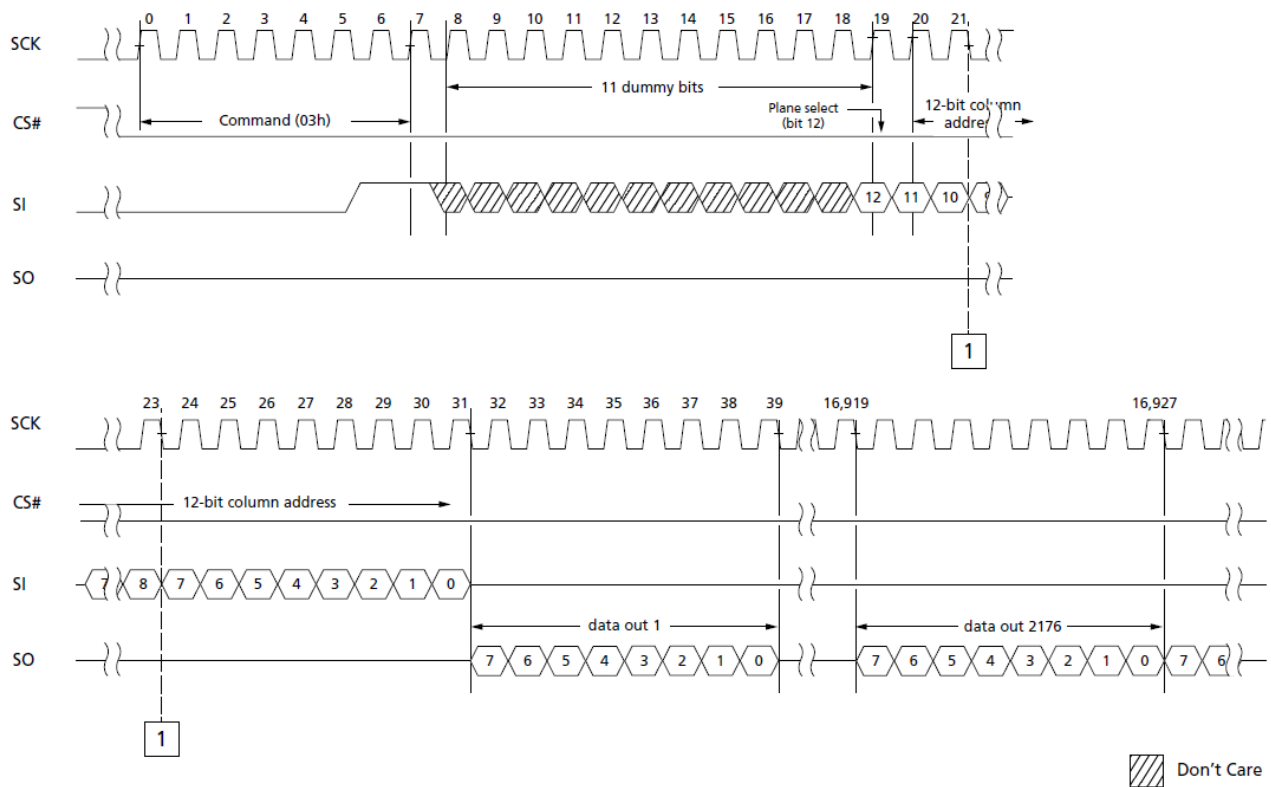 0 1 2 3 4 5 6 7 8 9 10 11 12 13 14 15 16 17 18 19 20 21
SCK
11 dummy bits
Plane select
(bit 12)
12-bit column
address
Command (03h)
CS#
SI
12 11 10
SO
1
23 24 25 26 27 28 29 30 31 32 33 34 35 36 37 38 39 16,919 16,927
SCK
CS#
12-bit column address
SI
7 8 7 6 5 4 3 2 1 0
data out 1
data out 2176
SO
7 6 5 4 3 2 1 0 7 6 5 4 3 2 1 0 7 6
1
Don't Care